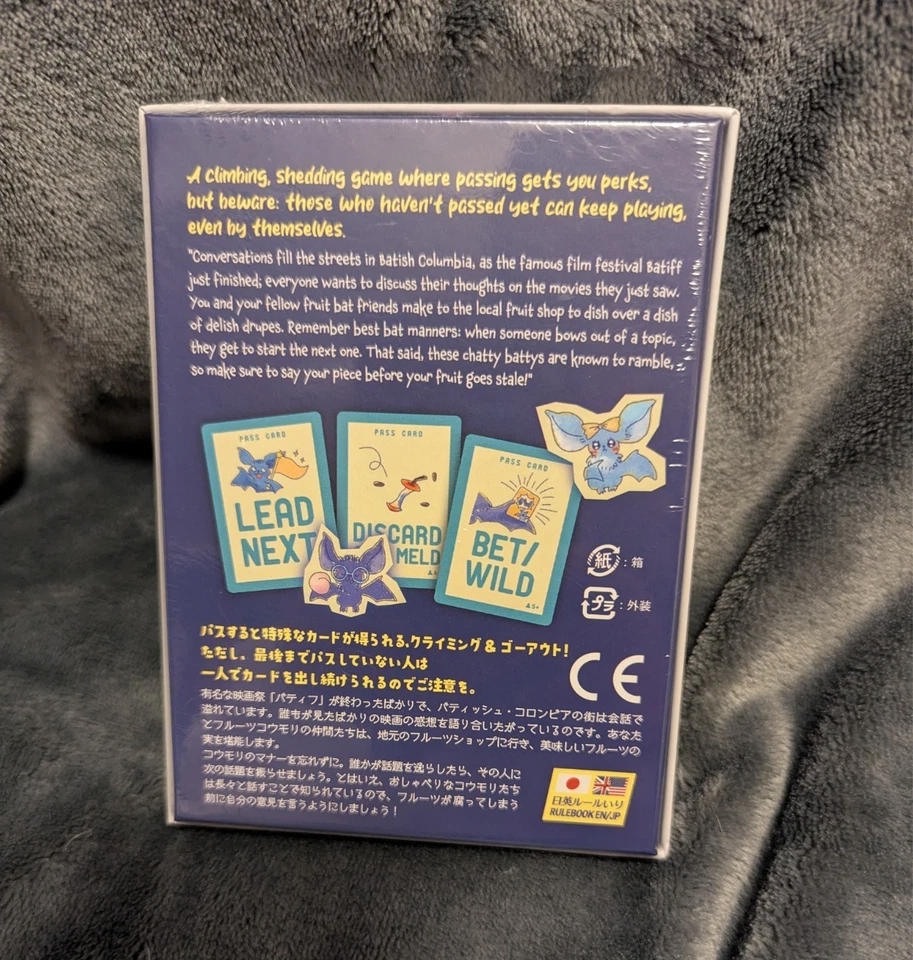 A climbing, shedding game where passing gets you perks,
but beware: those who haven't passed yet can keep playing,
even by themselves.
"Conversations fill the streets in Batish Columbia, as the famous film festival Batiff
just finished; everyone wants to discuss their thoughts on the movies they just saw.
You and your fellow fruit bat friends make to the local fruit shop to dish over a dish
of delish drupes. Remember best bat manners: when someone bows out of a topic,
they get to start the next one. That said, these chatty battys are known to ramble,
so make sure to say your piece before your fruit goes stale!"
PASS CARD
LEAD
NEXT
PASS CARD
DISCARD
MELD
PASS CARD
BET/
WILD
5+
紙 : 箱
プラ : 外装
パスすると特殊なカードが得られる、クライミング & ゴーアウト!
ただし、最後までパスしていない人は
一人でカードを出し続けられるのでご注意を。
CE
有名な映画祭「バティフ」が終わったばかりで、バティッシュ・コロンビアの街は会話で
溢れています。誰もが見たばかりの映画の感想を語り合いたがっているのです。あなた
とフルーツコウモリの仲間たちは、地元のフルーツショップに行き、美味しいフルーツの
実を堪能します。
コウモリのマナーを忘れずに。誰かが話題を逸らしたら、その人に
次の話題を振らせましょう。とはいえ、おしゃべりなコウモリたち
は長々と話すことで知られているので、フルーツが腐ってしまう
前に自分の意見を言うようにしましょう!
日英ルールいり
RULEBOOK EN/JP